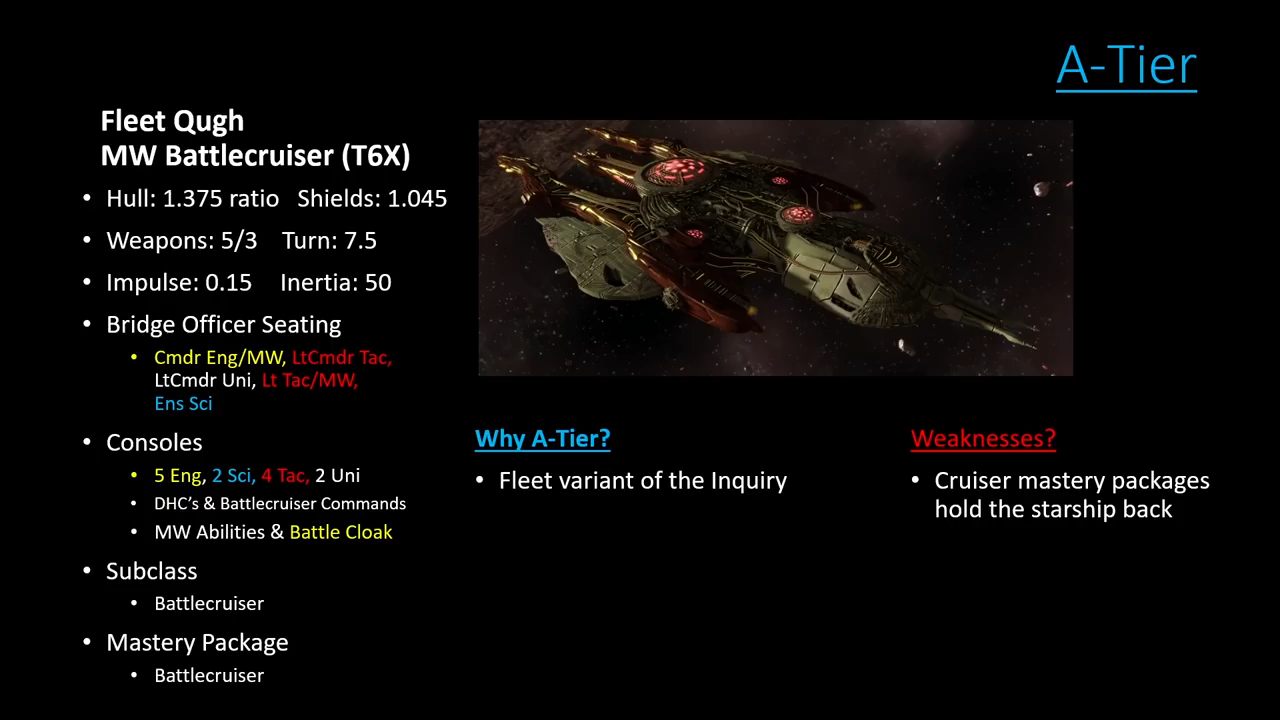 A-Tier
Fleet Qugh
MW Battlecruiser (T6X)
• Hull: 1.375 ratio   Shields: 1.045
• Weapons: 5/3    Turn: 7.5
• Impulse: 0.15     Inertia: 50
• Bridge Officer Seating
• Cmdr Eng/MW, LtCmdr Tac,
LtCmdr Uni, Lt Tac/MW,
Ens Sci
• Consoles
• 5 Eng, 2 Sci, 4 Tac, 2 Uni
• DHC's & Battlecruiser Commands
• MW Abilities & Battle Cloak
• Subclass
• Battlecruiser
• Mastery Package
• Battlecruiser
Why A-Tier?
• Fleet variant of the Inquiry
Weaknesses?
• Cruiser mastery packages
hold the starship back